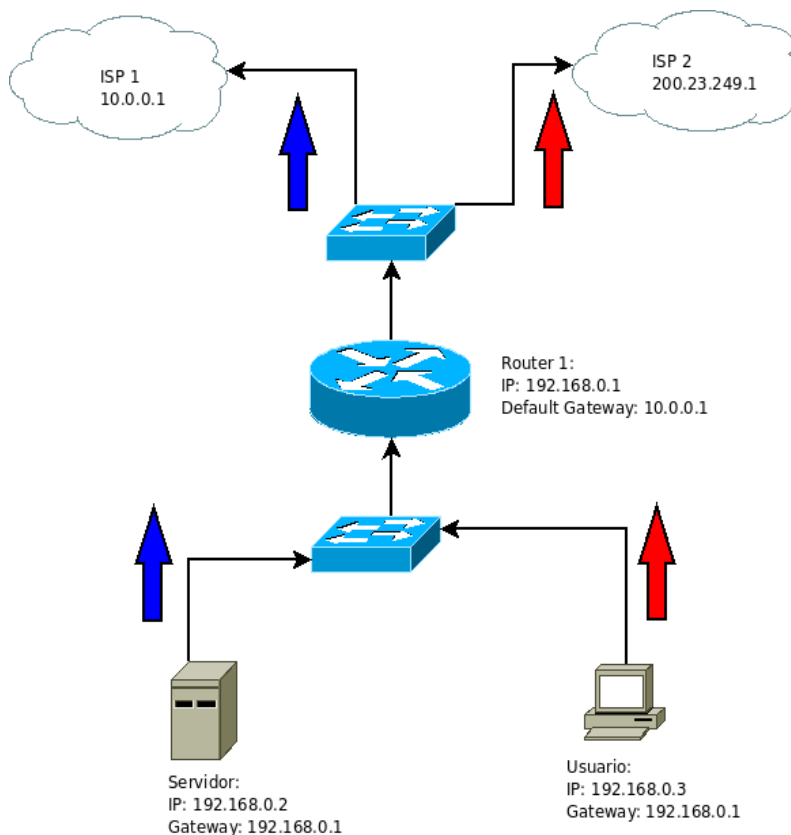 ISP 1
10.0.0.1
ISP 2
200.23.249.1
Router 1:
IP: 192.168.0.1
Default Gateway: 10.0.0.1
Servidor:
IP: 192.168.0.2
Gateway: 192.168.0.1
Usuario:
IP: 192.168.0.3
Gateway: 192.168.0.1